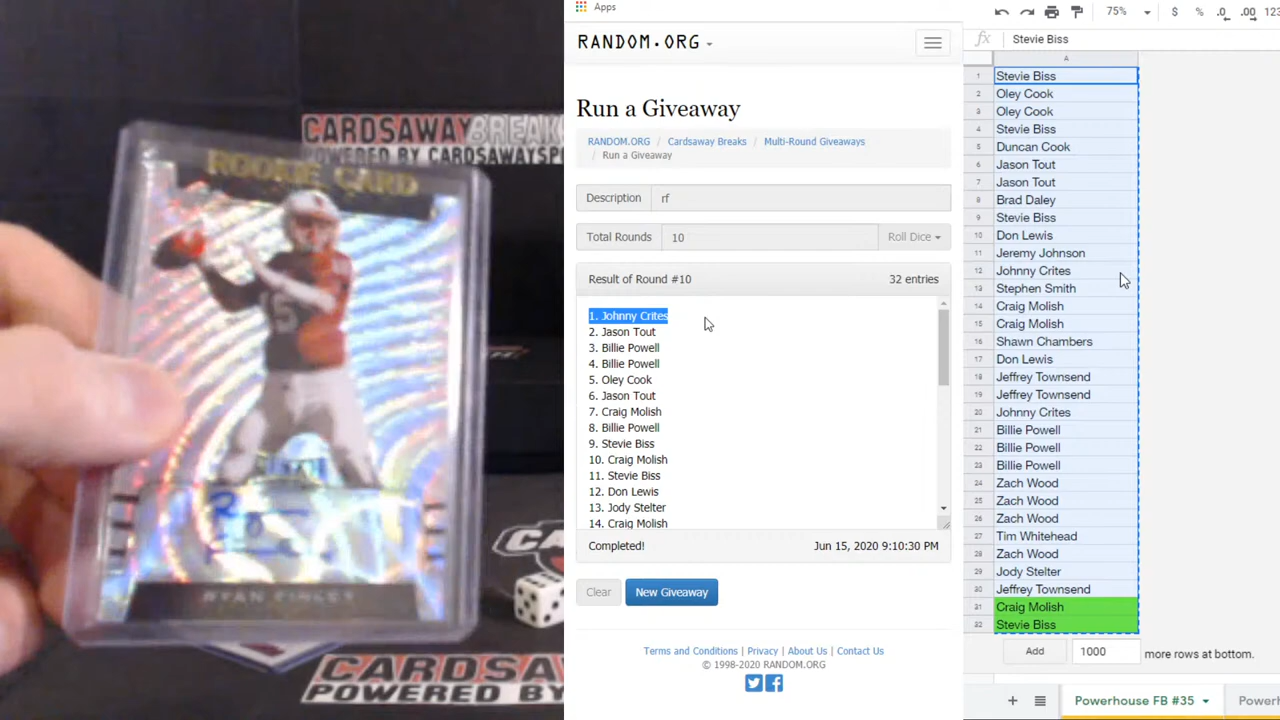 CARDSAWAYBREAKS
POWERED BY CARDSAWAYSPO
ROOKIE CARD
RYAN
CARDSAWAY
POWERED BY
Apps
RANDOM.ORG
Run a Giveaway
RANDOM.ORG / Cardsaway Breaks / Multi-Round Giveaways
/ Run a Giveaway
Description rf
Total Rounds 10 Roll Dice
Result of Round #10 32 entries
1. Johnny Crites
2. Jason Tout
3. Billie Powell
4. Billie Powell
5. Oley Cook
6. Jason Tout
7. Craig Molish
8. Billie Powell
9. Stevie Biss
10. Craig Molish
11. Stevie Biss
12. Don Lewis
13. Jody Stelter
14. Craig Molish
Completed! Jun 15, 2020 9:10:30 PM
Clear New Giveaway
Terms and Conditions | Privacy | About Us | Contact Us
© 1998-2020 RANDOM.ORG
75% $ % .0 .00 123
fx Stevie Biss
A
1 Stevie Biss
2 Oley Cook
3 Oley Cook
4 Stevie Biss
5 Duncan Cook
6 Jason Tout
7 Jason Tout
8 Brad Daley
9 Stevie Biss
10 Don Lewis
11 Jeremy Johnson
12 Johnny Crites
13 Stephen Smith
14 Craig Molish
15 Craig Molish
16 Shawn Chambers
17 Don Lewis
18 Jeffrey Townsend
19 Jeffrey Townsend
20 Johnny Crites
21 Billie Powell
22 Billie Powell
23 Billie Powell
24 Zach Wood
25 Zach Wood
26 Zach Wood
27 Tim Whitehead
28 Zach Wood
29 Jody Stelter
30 Jeffrey Townsend
31 Craig Molish
32 Stevie Biss
Add 1000 more rows at bottom.
Powerhouse FB #35
Powerh